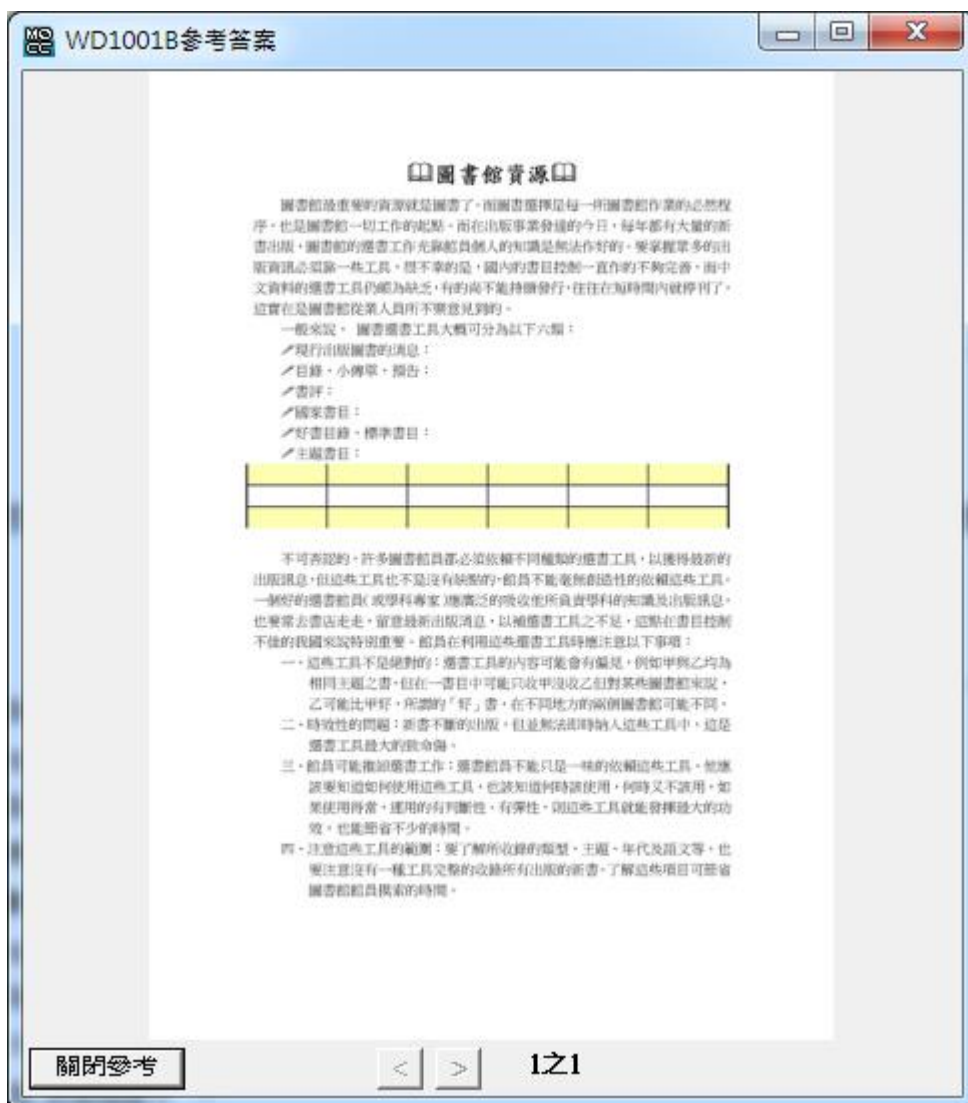 MOCC
WD1001B參考答案
圖書館資源
圖書館最重要的資源就是圖書了。而圖書選擇是每一所圖書館作業的必然程
序。也是圖書館一切工作的起點。而在出版事業發達的今日，每年都有大量的新
書出版，圖書館的選書工作光靠館員個人的知識是無法作好的。要掌握眾多的出
版資訊必須靠一些工具，很不幸的是，國內的書目控制一直作的不夠完善，而中
文資料的選書工具仍頗為缺乏，有的尚不能持續發行，往往在短時間內就停刊了。
這實在是圖書館從業人員所不樂意見到的。
一般來說， 圖書選書工具大概可分為以下六類：
現行出版圖書的消息：
目錄、小傳單、預告：
書評：
國家書目：
好書目錄、標準書目：
主題書目：
不可否認的，許多圖書館員都必須依賴不同種類的選書工具，以獲得最新的
出版訊息，但這些工具也不是沒有缺點的，館員不能毫無創造性的依賴這些工具。
一個好的選書館員(或學科專家)應廣泛的吸收他所負責學科的知識及出版訊息。
也要常去書店走走，留意最新出版消息，以補選書工具之不足，這點在書目控制
不佳的我國來說特別重要。館員在利用這些選書工具時應注意以下事項：
一、這些工具不是絕對的：選書工具的內容可能會有偏見，例如甲與乙均為
相同主題之書，但在一書目中可能只收甲沒收乙但對某些圖書館來說，
乙可能比甲好，所謂的「好」書，在不同地方的兩個圖書館可能不同。
二、時效性的問題：新書不斷的出版，但並無法即時納入這些工具中，這是
選書工具最大的致命傷。
三、館員可能推卸選書工作：選書館員不能只是一味的依賴這些工具。他應
該要知道如何使用這些工具，也該知道何時該使用，何時又不該用，如
果使用得當，運用的有判斷性，有彈性，則這些工具就能發揮最大的功
效，也能節省不少的時間。
四、注意這些工具的範圍：要了解所收錄的類型、主題、年代及語文等，也
要注意沒有一種工具完整的收錄所有出版的新書。了解這些項目可節省
圖書館館員摸索的時間。
關閉參考
<
>
1之1